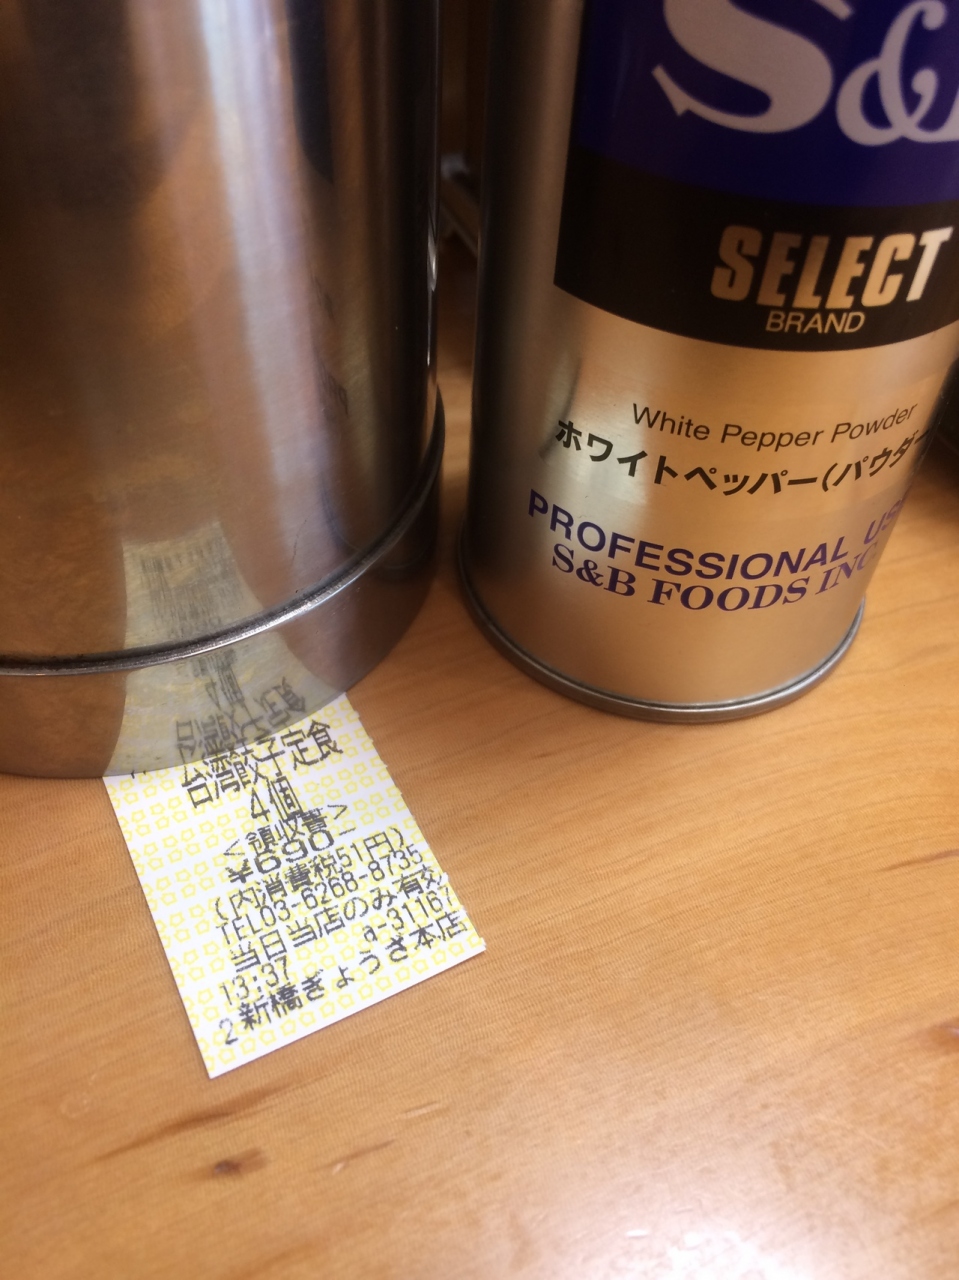 S&
SELECT
BRAND
White Pepper Powder
ホワイトペッパー(パウダー
PROFESSIONAL US
S&B FOODS INC
台湾餃子定食
4個
<領収書>
¥690-
(内消費税51円)
TEL03-6268-8735
当日当店のみ有効
a-31167
13:37
2新橋ぎょうざ本店